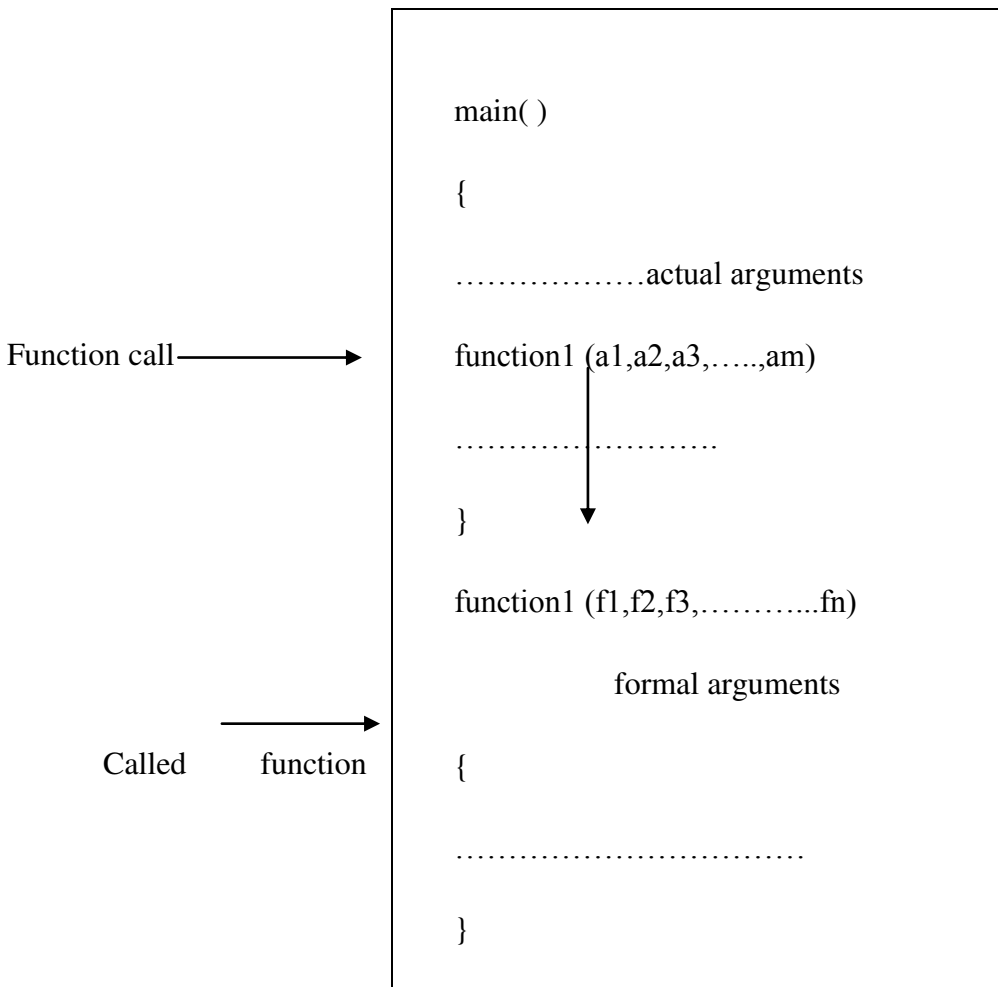 main( )
{
………………actual arguments
Function call
function1 (a1,a2,a3,…..,am)
…………………….
}
function1 (f1,f2,f3,………...fn)
formal arguments
Called function
{
……………………………
}